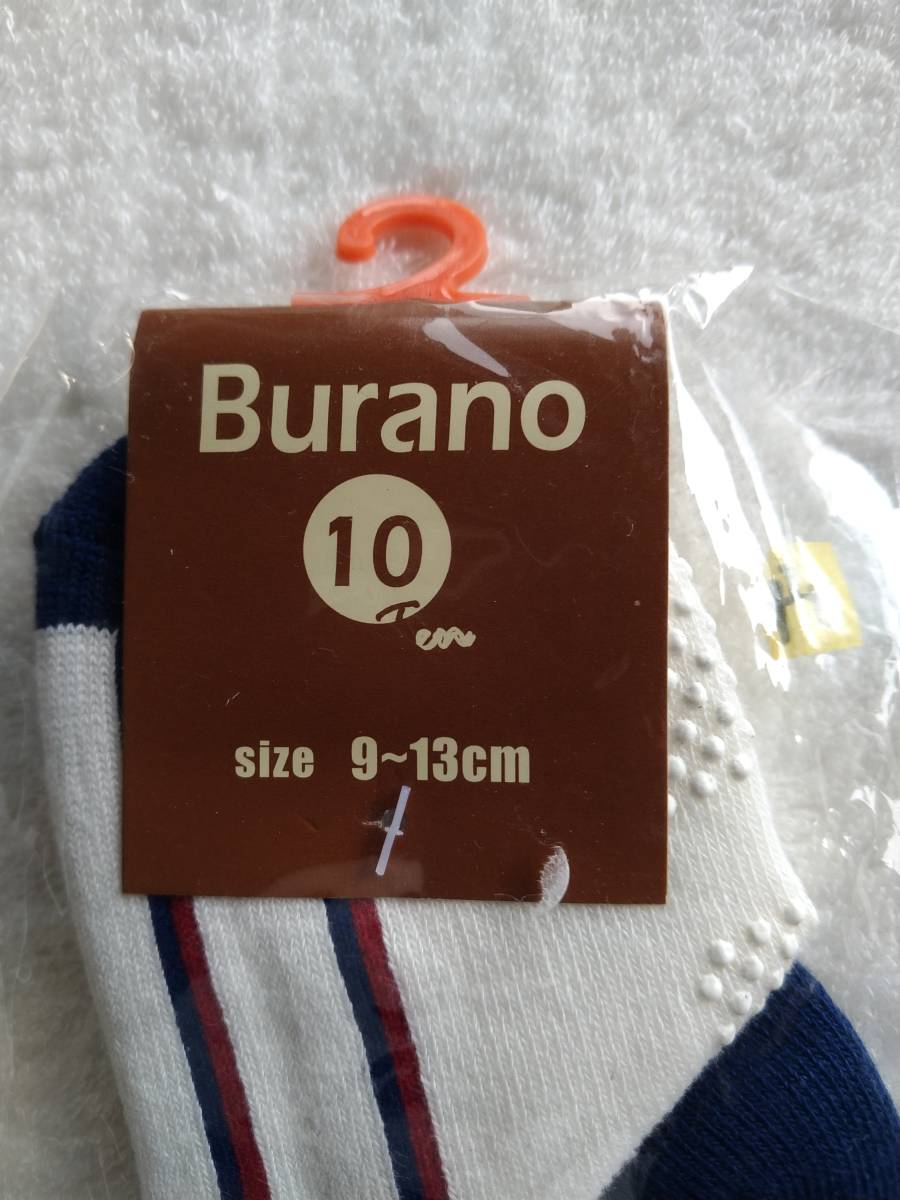 Burano
10
Ten
size 9~13cm